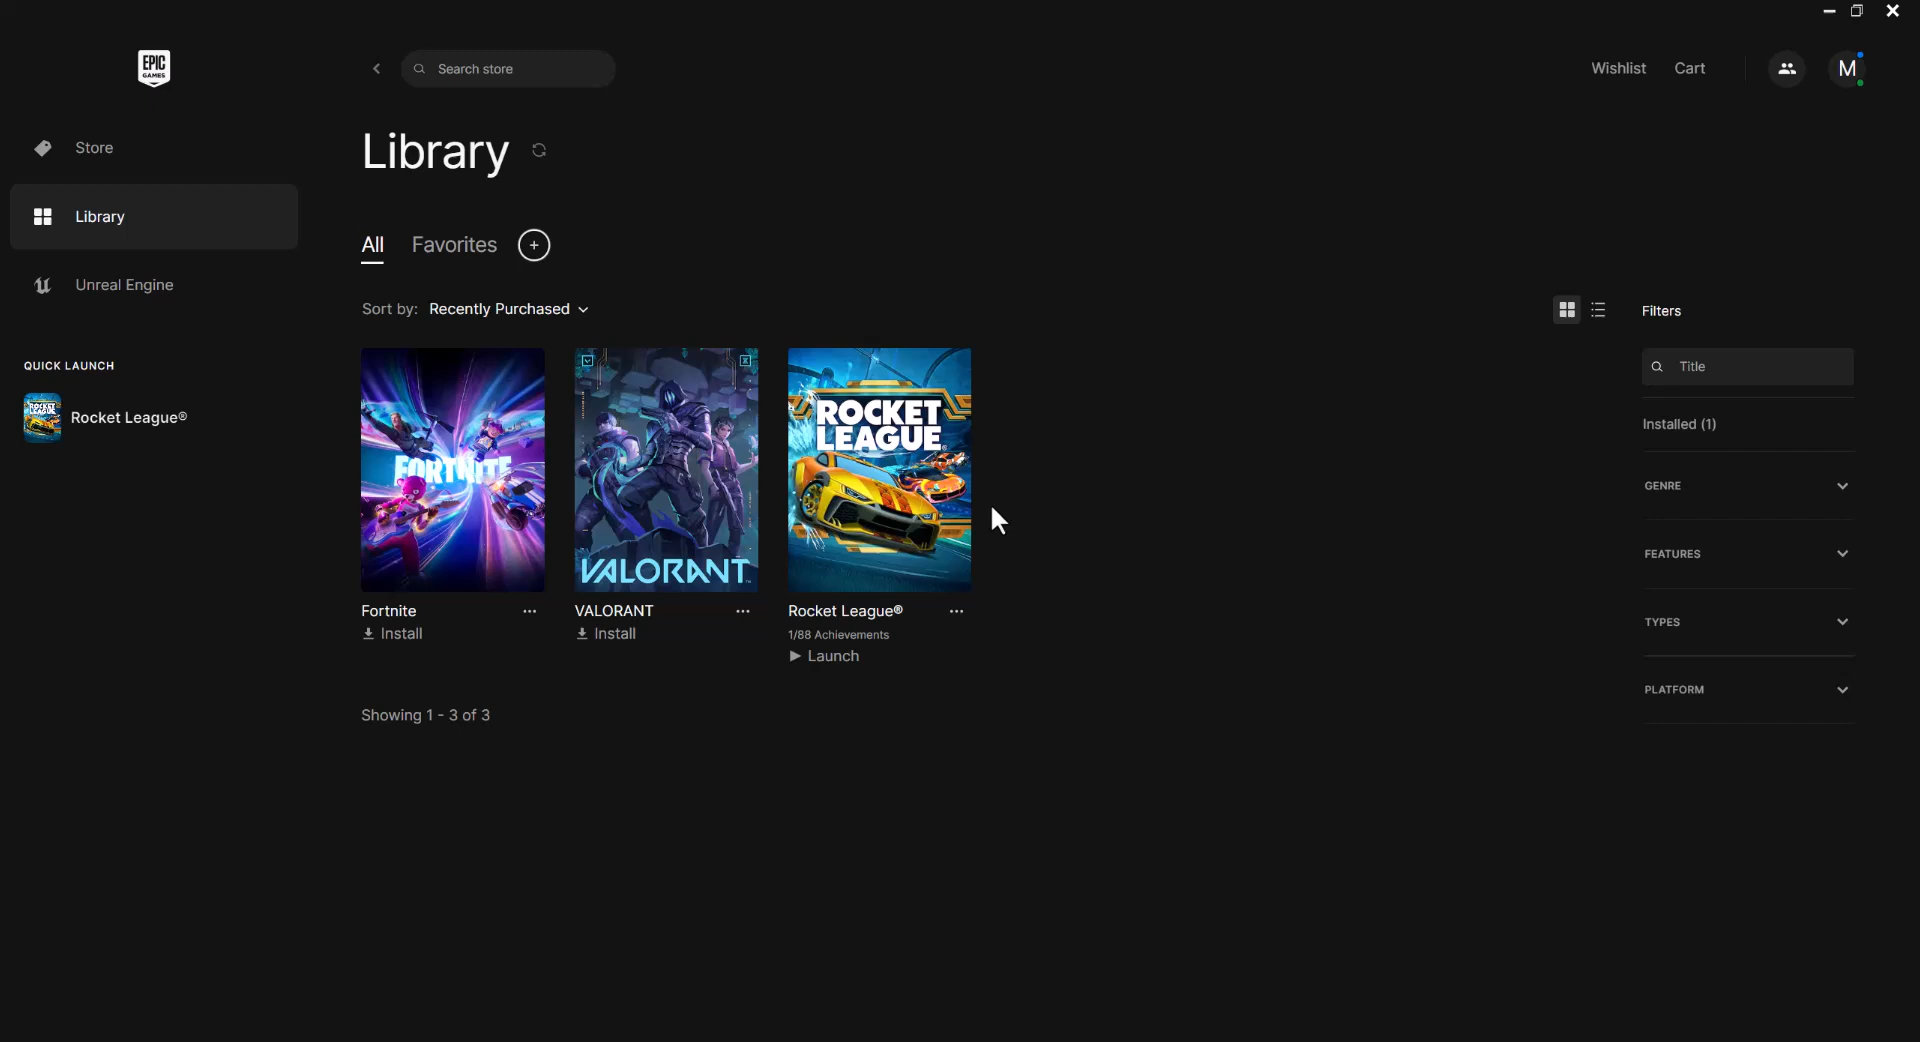 EPIC
GAMES
Search store
Wishlist
Cart
M
Store
Library
Library
Unreal Engine
All
Favorites
Sort by: Recently Purchased
Filters
QUICK LAUNCH
ROCKET
LEAGUE
Rocket League®
FORTNITE
VALORANT
ROCKET
LEAGUE
Title
Installed (1)
GENRE
FEATURES
TYPES
PLATFORM
Fortnite
Install
VALORANT
Install
Rocket League®
1/88 Achievements
Launch
Showing 1 - 3 of 3